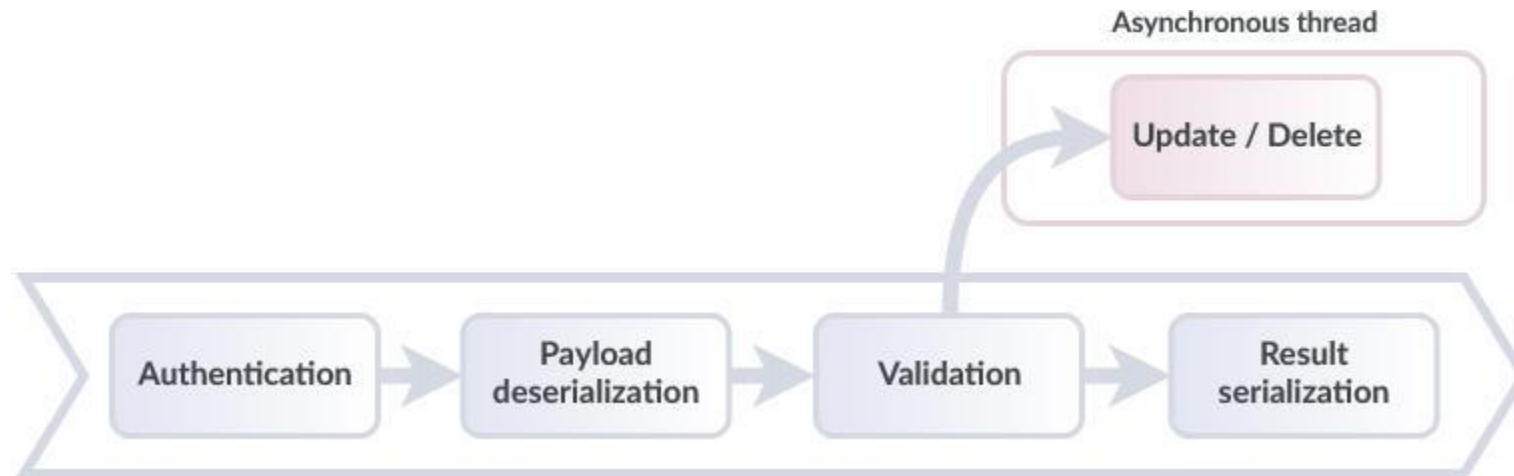 Asynchronous thread
Update / Delete
Authentication
Payload
deserialization
Validation
Result
serialization